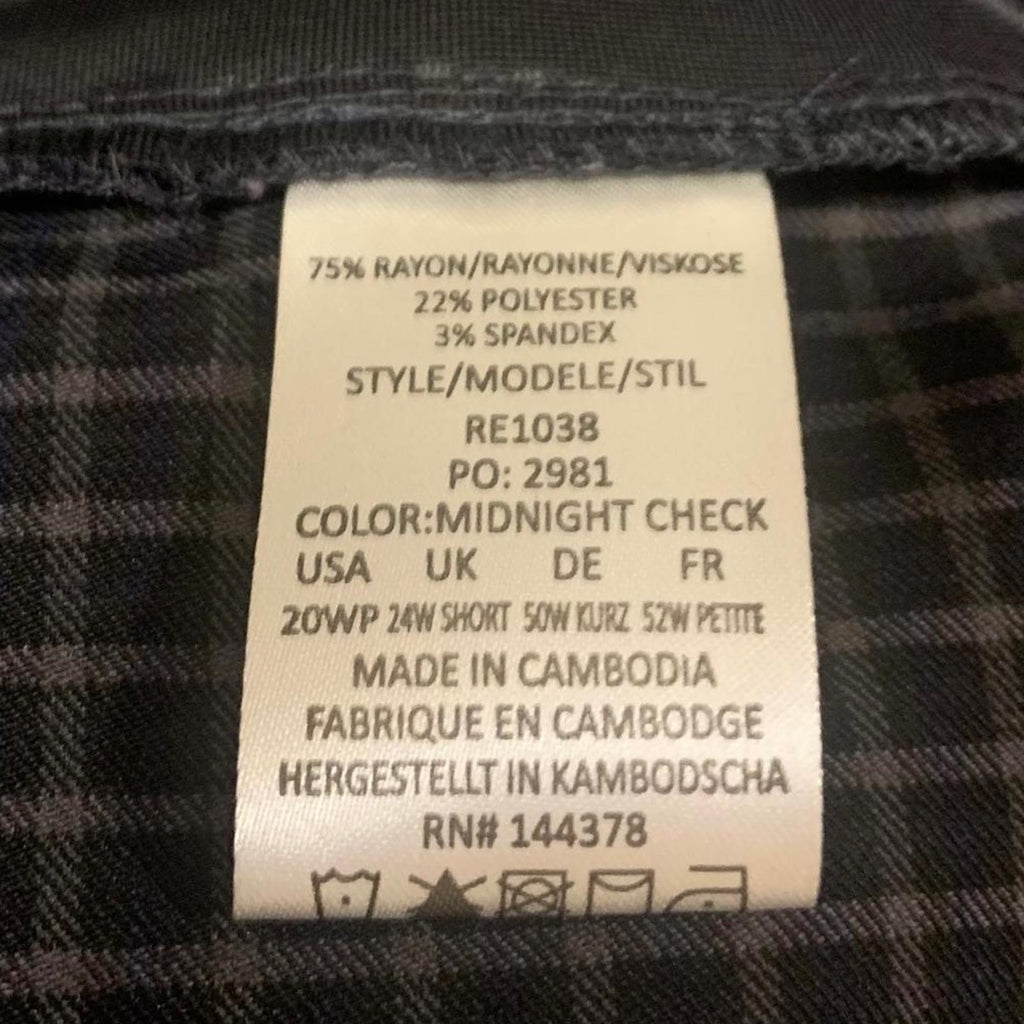 75% RAYON/RAYONNE/VISKOSE
22% POLYESTER
3% SPANDEX
STYLE/MODELE/STIL
RE1038
PO: 2981
COLOR:MIDNIGHT CHECK
USA UK DE FR
20WP 24W SHORT 50W KURZ 52W PETITE
MADE IN CAMBODIA
FABRIQUE EN CAMBODGE
HERGESTELLT IN KAMBODSCHA
RN# 144378